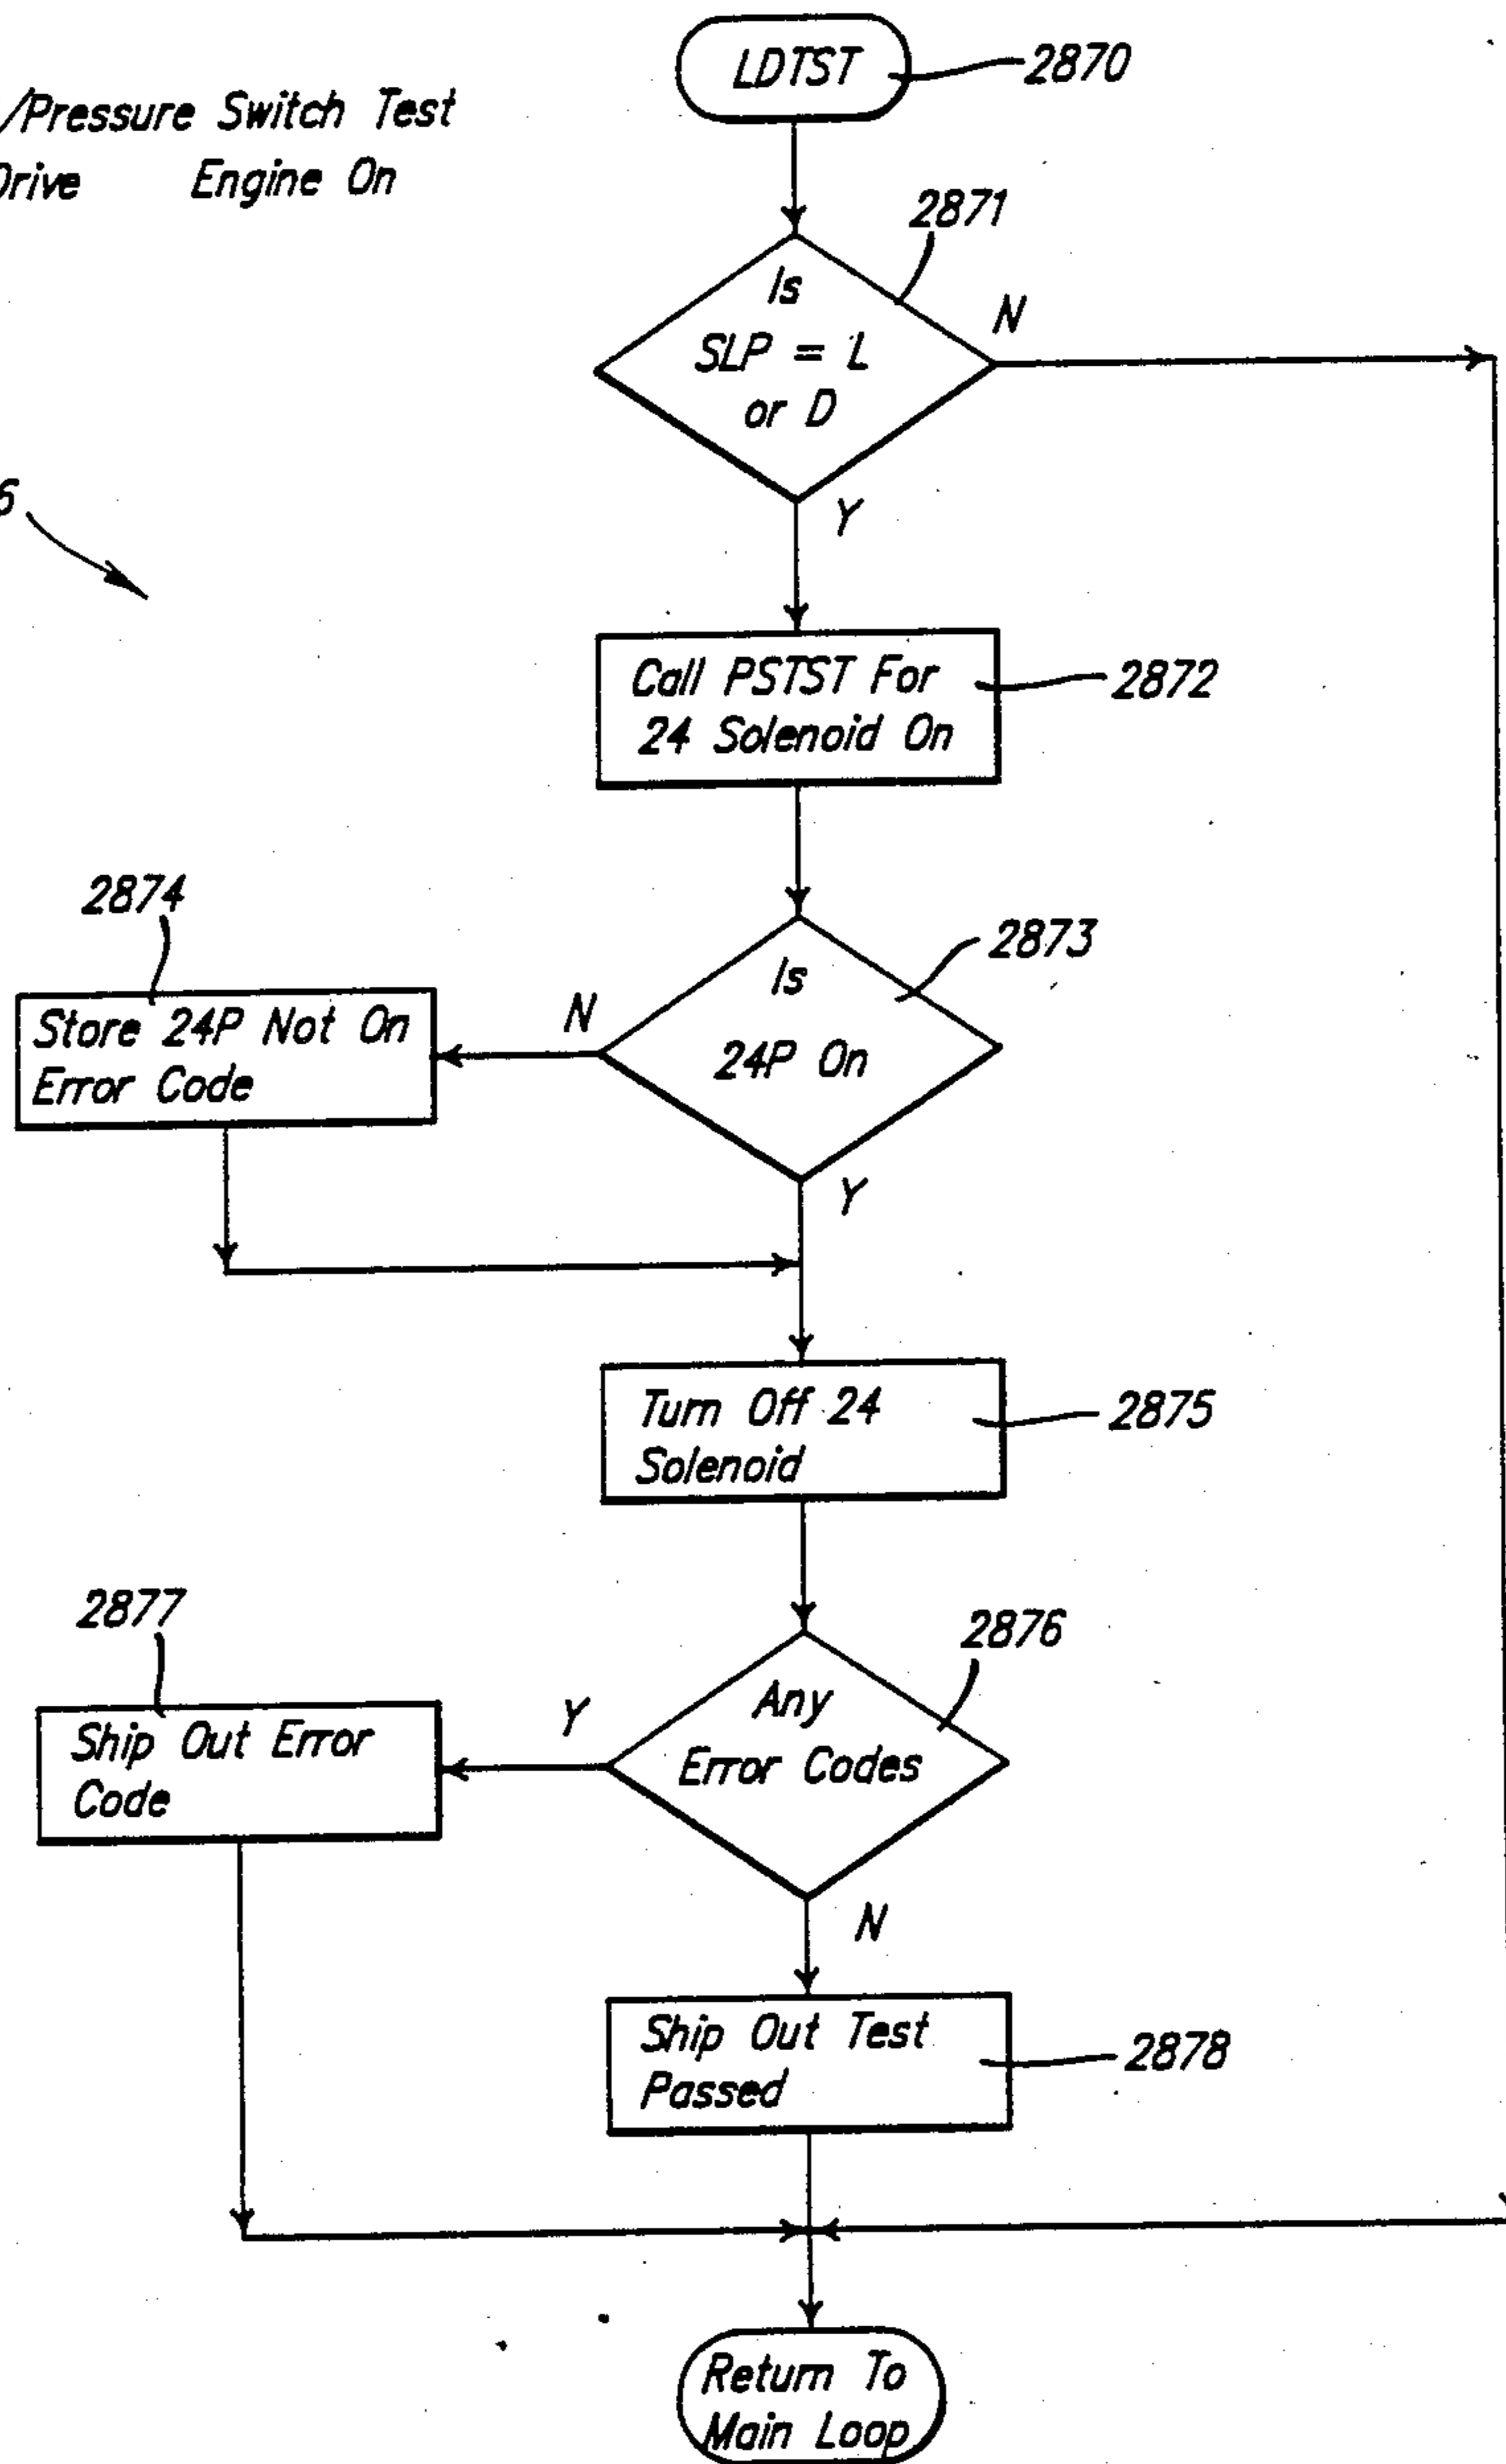 LDTST
2870
/Pressure Switch Test
Drive Engine On
2871
Is
SLP = L
or D
N
6
Y
Call PSTST For
24 Solenoid On
2872
2874
2873
Is
24P On
N
Store 24P Not On
Error Code
Y
Turn Off 24
Solenoid
2875
2877
2876
Any
Error Codes
Y
Ship Out Error
Code
N
Ship Out Test
Passed
2878
Return To
Main Loop